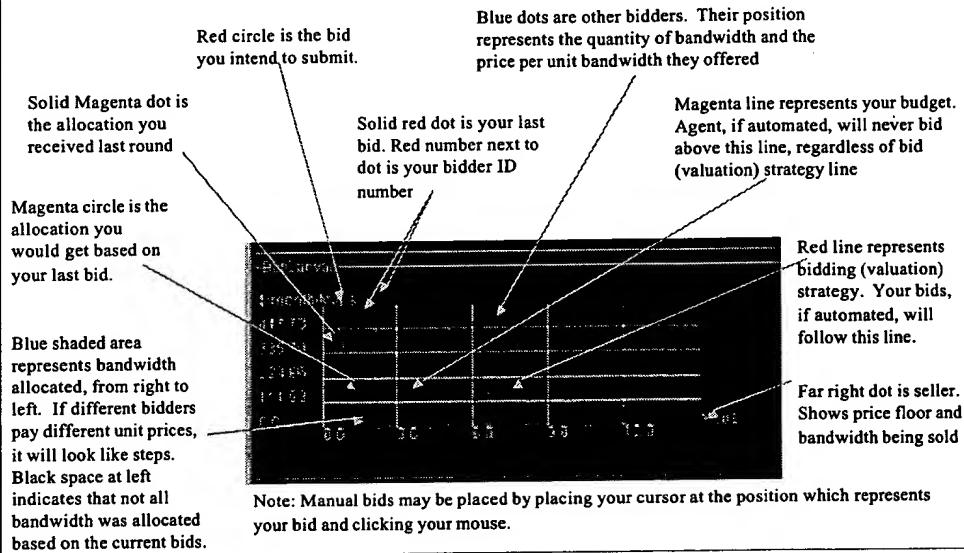 Blue dots are other bidders. Their position
represents the quantity of bandwidth and the
price per unit bandwidth they offered
Red circle is the bid
you intend to submit.
Solid Magenta dot is
the allocation you
received last round
Solid red dot is your last
bid. Red number next to
dot is your bidder ID
number
Magenta line represents your budget.
Agent, if automated, will never bid
above this line, regardless of bid
(valuation) strategy line
Magenta circle is the
allocation you
would get based on
your last bid.
Red line represents
bidding (valuation)
strategy. Your bids,
if automated, will
follow this line.
Blue shaded area
represents bandwidth
allocated, from right to
left. If different bidders
pay different unit prices,
it will look like steps.
Black space at left
indicates that not all
bandwidth was allocated
based on the current bids.
Far right dot is seller.
Shows price floor and
bandwidth being sold
0.0
Note: Manual bids may be placed by placing your cursor at the position which represents
your bid and clicking your mouse.